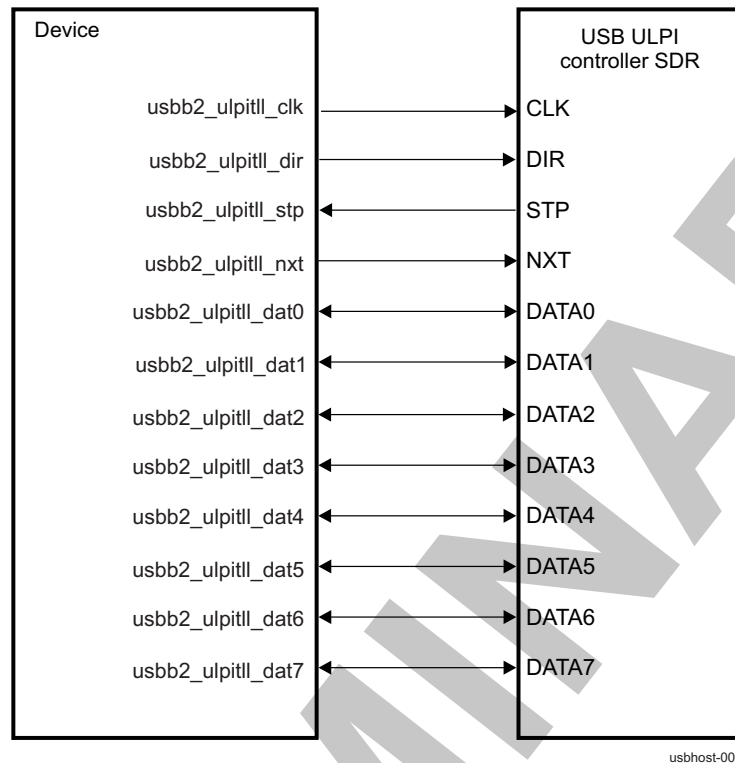 Device
USB ULPI
controller SDR
usbb2_ulpitll_clk CLK
usbb2_ulpitll_dir DIR
usbb2_ulpitll_stp STP
usbb2_ulpitll_nxt NXT
usbb2_ulpitll_dat0 DATA0
usbb2_ulpitll_dat1 DATA1
usbb2_ulpitll_dat2 DATA2
usbb2_ulpitll_dat3 DATA3
usbb2_ulpitll_dat4 DATA4
usbb2_ulpitll_dat5 DATA5
usbb2_ulpitll_dat6 DATA6
usbb2_ulpitll_dat7 DATA7
usbhost-00